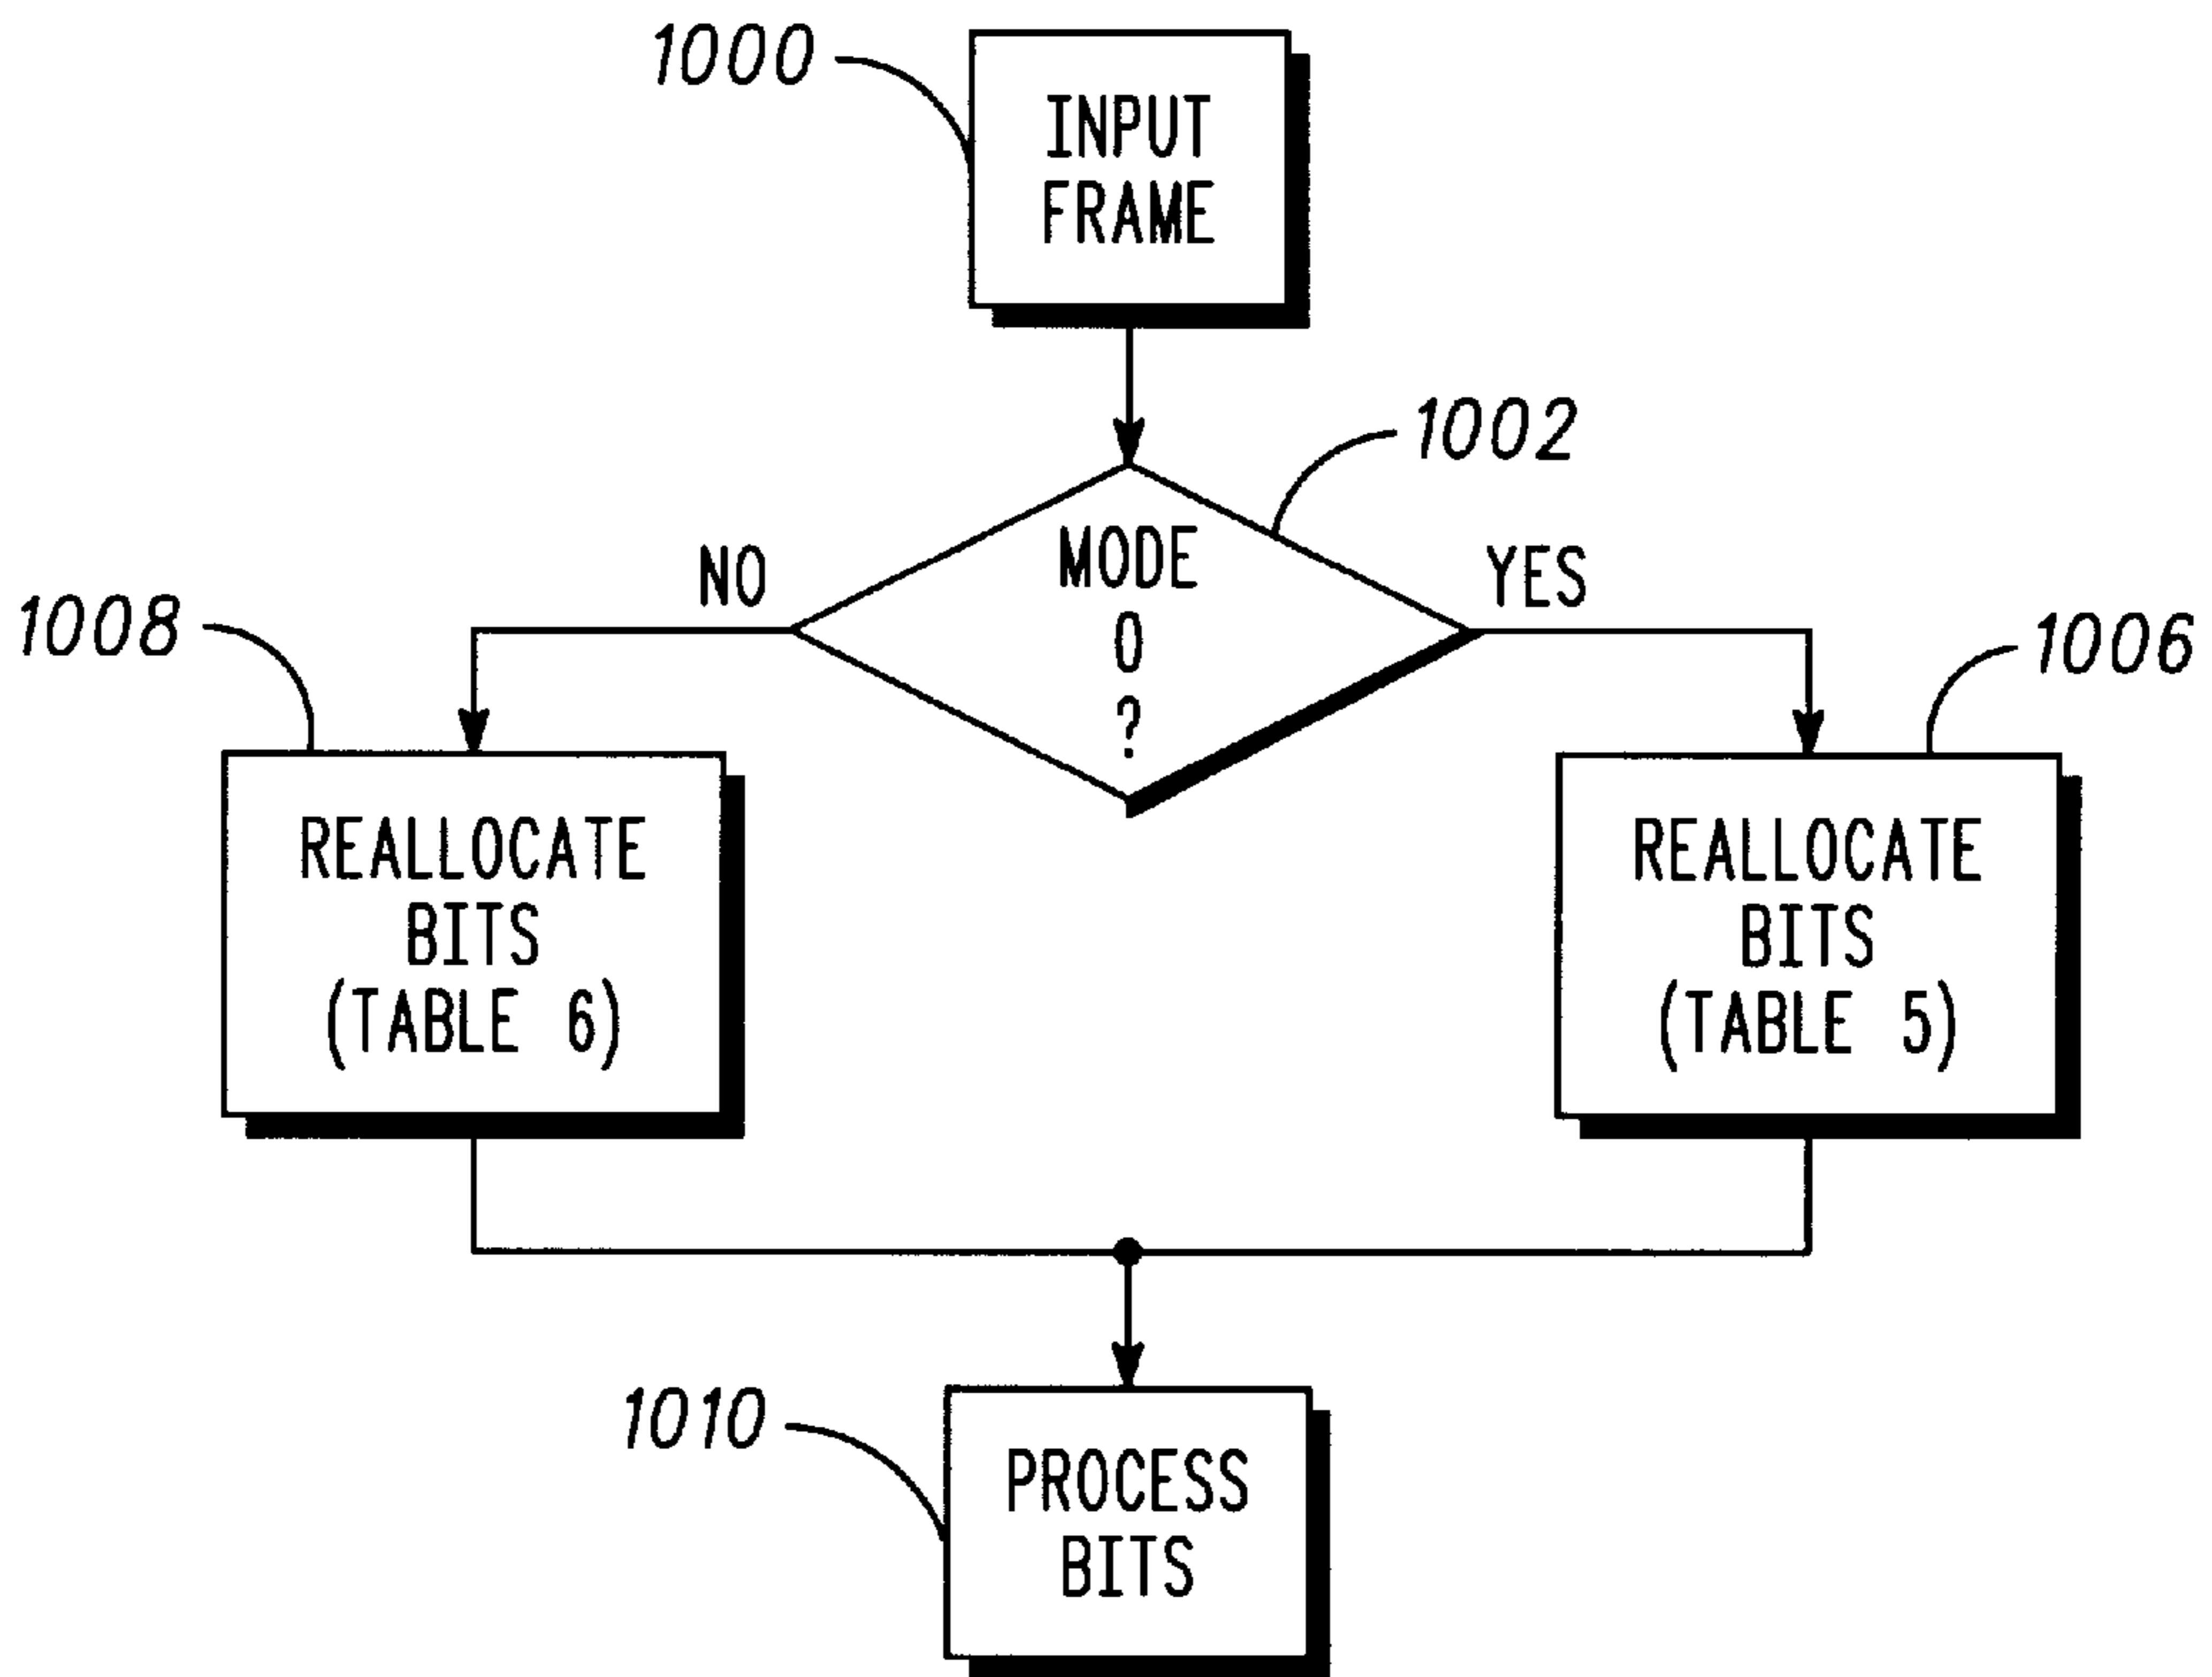 1000
INPUT
FRAME
1002
MODE
0
?
NO
YES
1008
1006
REALLOCATE
BITS
(TABLE 6)
REALLOCATE
BITS
(TABLE 5)
1010
PROCESS
BITS